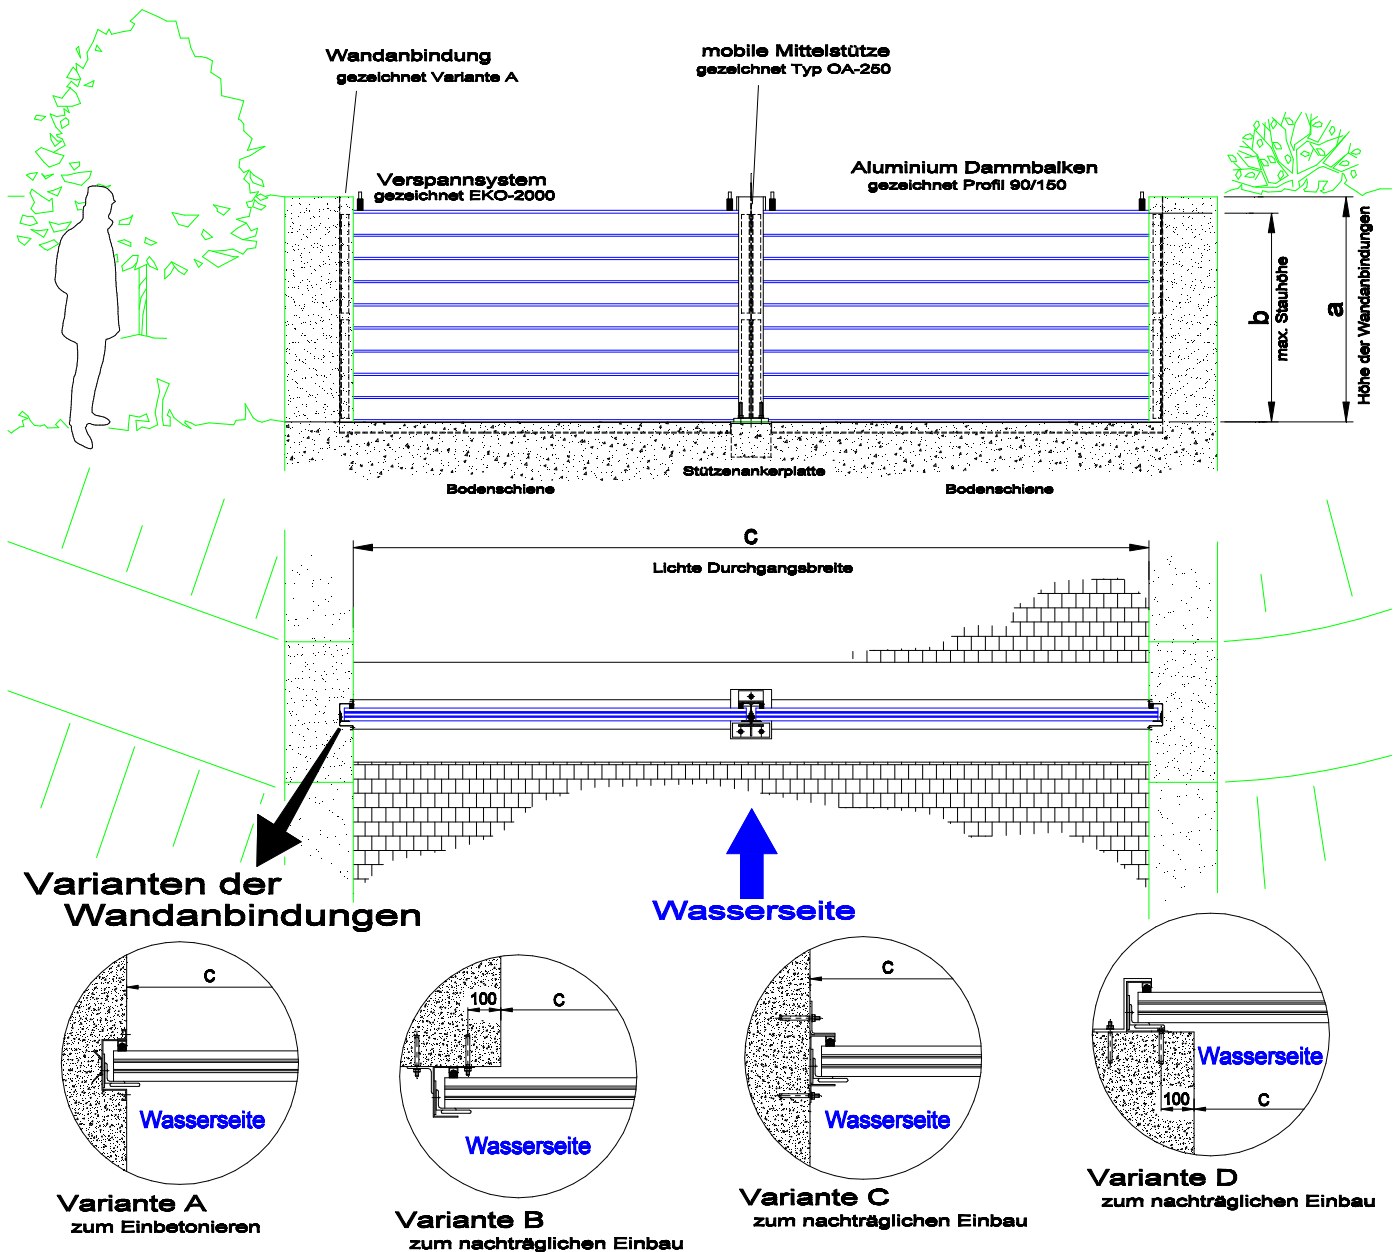 Wandanbindung
gezeichnet Variante A
mobile Mittelstütze
gezeichnet Typ OA-250
Verspannsystem
gezeichnet EKO-2000
Aluminium Dammbalken
gezeichnet Profil 90/150
b
max. Stauhöhe
a
Höhe der Wandanbindungen
Stützenankerplatte
Bodenschiene
Bodenschiene
C
Lichte Durchgangsbreite
Varianten der
Wandanbindungen
Wasserseite
C
Wasserseite
Variante A
zum Einbetonieren
100
C
Wasserseite
Variante B
zum nachträglichen Einbau
C
Wasserseite
Variante C
zum nachträglichen Einbau
Wasserseite
100
C
Variante D
zum nachträglichen Einbau